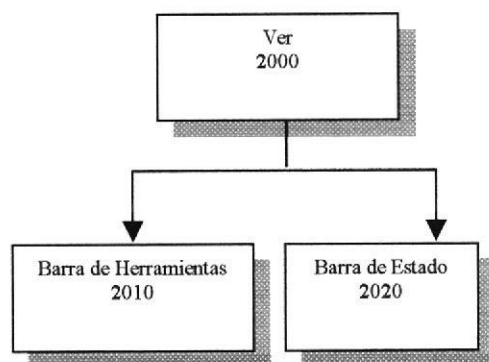 Ver
2000
Barra de Herramientas
2010
Barra de Estado
2020